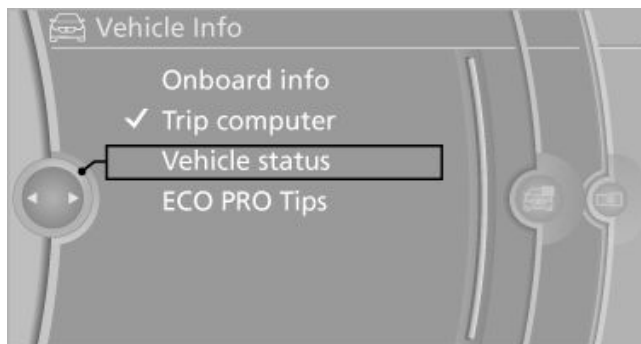 Vehicle Info
Onboard info
Trip computer
Vehicle status
ECO PRO Tips